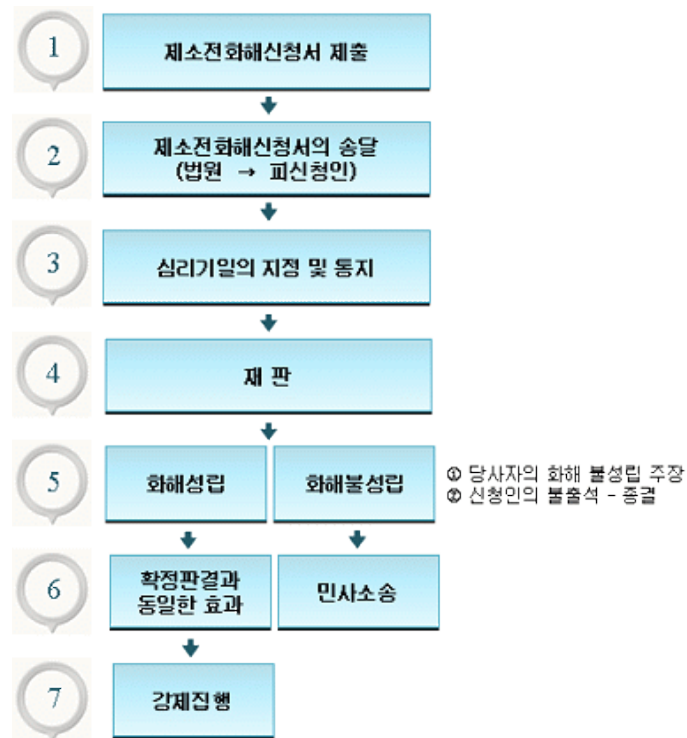 1
제소전화해신청서 제출
2
제소전화해신청서의 송달
(법원 → 피신청인)
3
심리기일의 지정 및 통지
4
재 판
5
화해성립
화해불성립
① 당사자의 화해 불성립 주장
② 신청인의 불출석 - 종결
6
확정판결과
동일한 효과
민사소송
7
강제집행